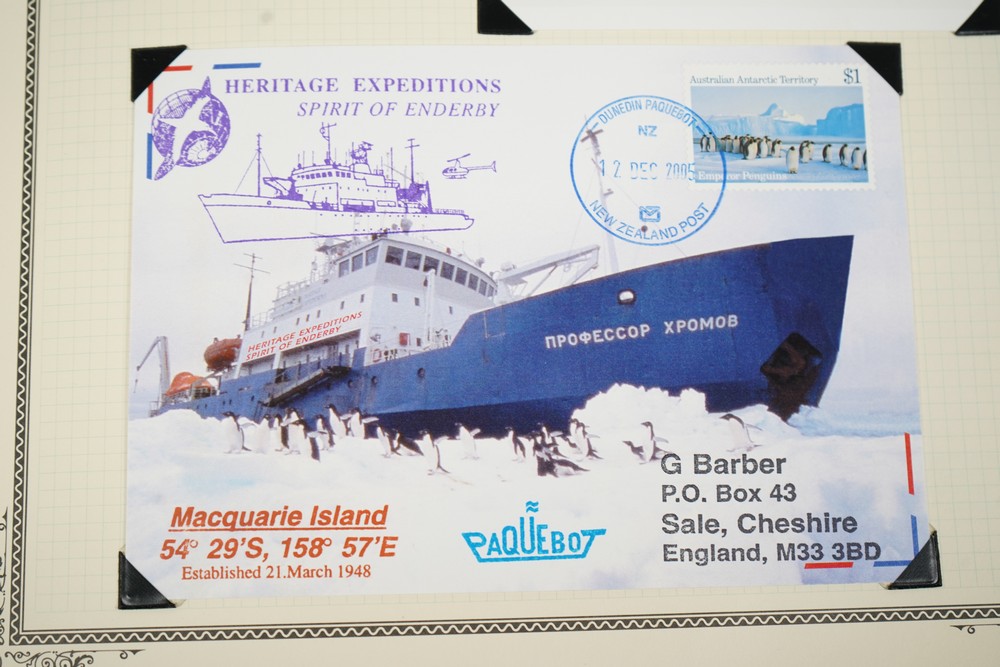 HERITAGE EXPEDITIONS
SPIRIT OF ENDERBY
Australian Antarctic Territory $1
Emperor Penguins
DUNEDIN PAQUEBOT
NZ
12 DEC 2005
NEW ZEALAND POST
HERITAGE EXPEDITIONS
SPIRIT OF ENDERBY
ПРОФЕССОР ХРОМОВ
Macquarie Island
54° 29'S, 158° 57'E
Established 21.March 1948
PAQUEBOT
G Barber
P.O. Box 43
Sale, Cheshire
England, M33 3BD